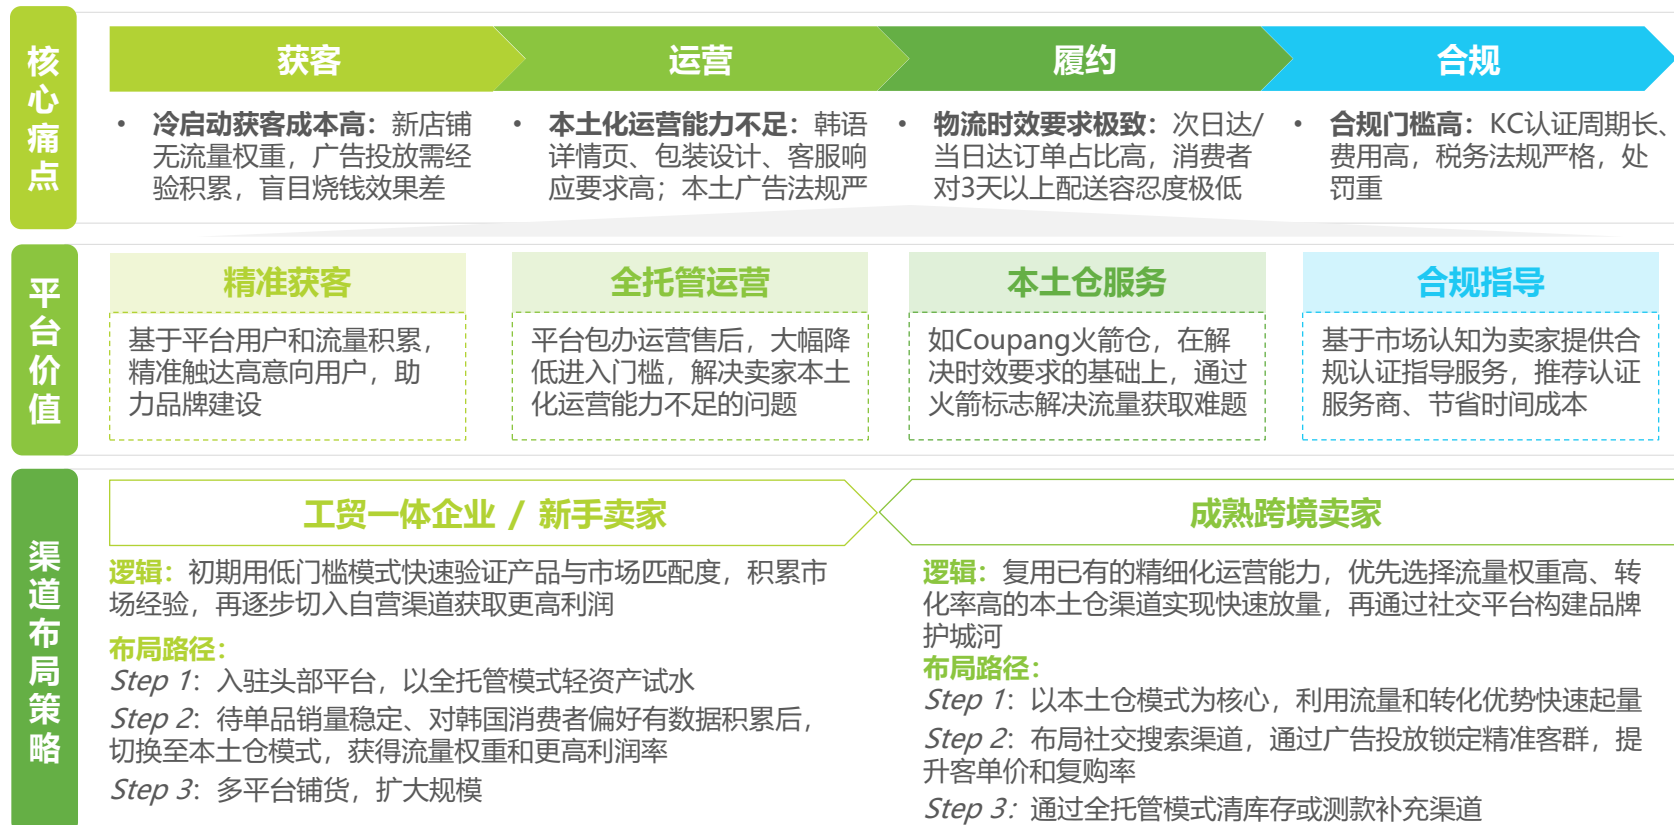 核心痛点
获客
运营
履约
合规
• 冷启动获客成本高：新店铺
无流量权重，广告投放需经
验积累，盲目烧钱效果差
• 本土化运营能力不足：韩语
详情页、包装设计、客服响
应要求高；本土广告法规严
• 物流时效要求极致：次日达/
当日达订单占比高，消费者
对3天以上配送容忍度极低
• 合规门槛高：KC认证周期长、
费用高，税务法规严格，处
罚重
平台价值
精准获客
基于平台用户和流量积累，
精准触达高意向用户，助
力品牌建设
全托管运营
平台包办运营售后，大幅降
低进入门槛，解决卖家本土
化运营能力不足的问题
本土仓服务
如Coupang火箭仓，在解
决时效要求的基础上，通过
火箭标志解决流量获取难题
合规指导
基于市场认知为卖家提供合
规认证指导服务，推荐认证
服务商、节省时间成本
渠道布局策略
工贸一体企业 / 新手卖家
逻辑：初期用低门槛模式快速验证产品与市场匹配度，积累市
场经验，再逐步切入自营渠道获取更高利润
布局路径：
Step 1：入驻头部平台，以全托管模式轻资产试水
Step 2：待单品销量稳定、对韩国消费者偏好有数据积累后，
切换至本土仓模式，获得流量权重和更高利润率
Step 3：多平台铺货，扩大规模
成熟跨境卖家
逻辑：复用已有的精细化运营能力，优先选择流量权重高、转
化率高的本土仓渠道实现快速放量，再通过社交平台构建品牌
护城河
布局路径：
Step 1：以本土仓模式为核心，利用流量和转化优势快速起量
Step 2：布局社交搜索渠道，通过广告投放锁定精准客群，提
升客单价和复购率
Step 3：通过全托管模式清库存或测款补充渠道